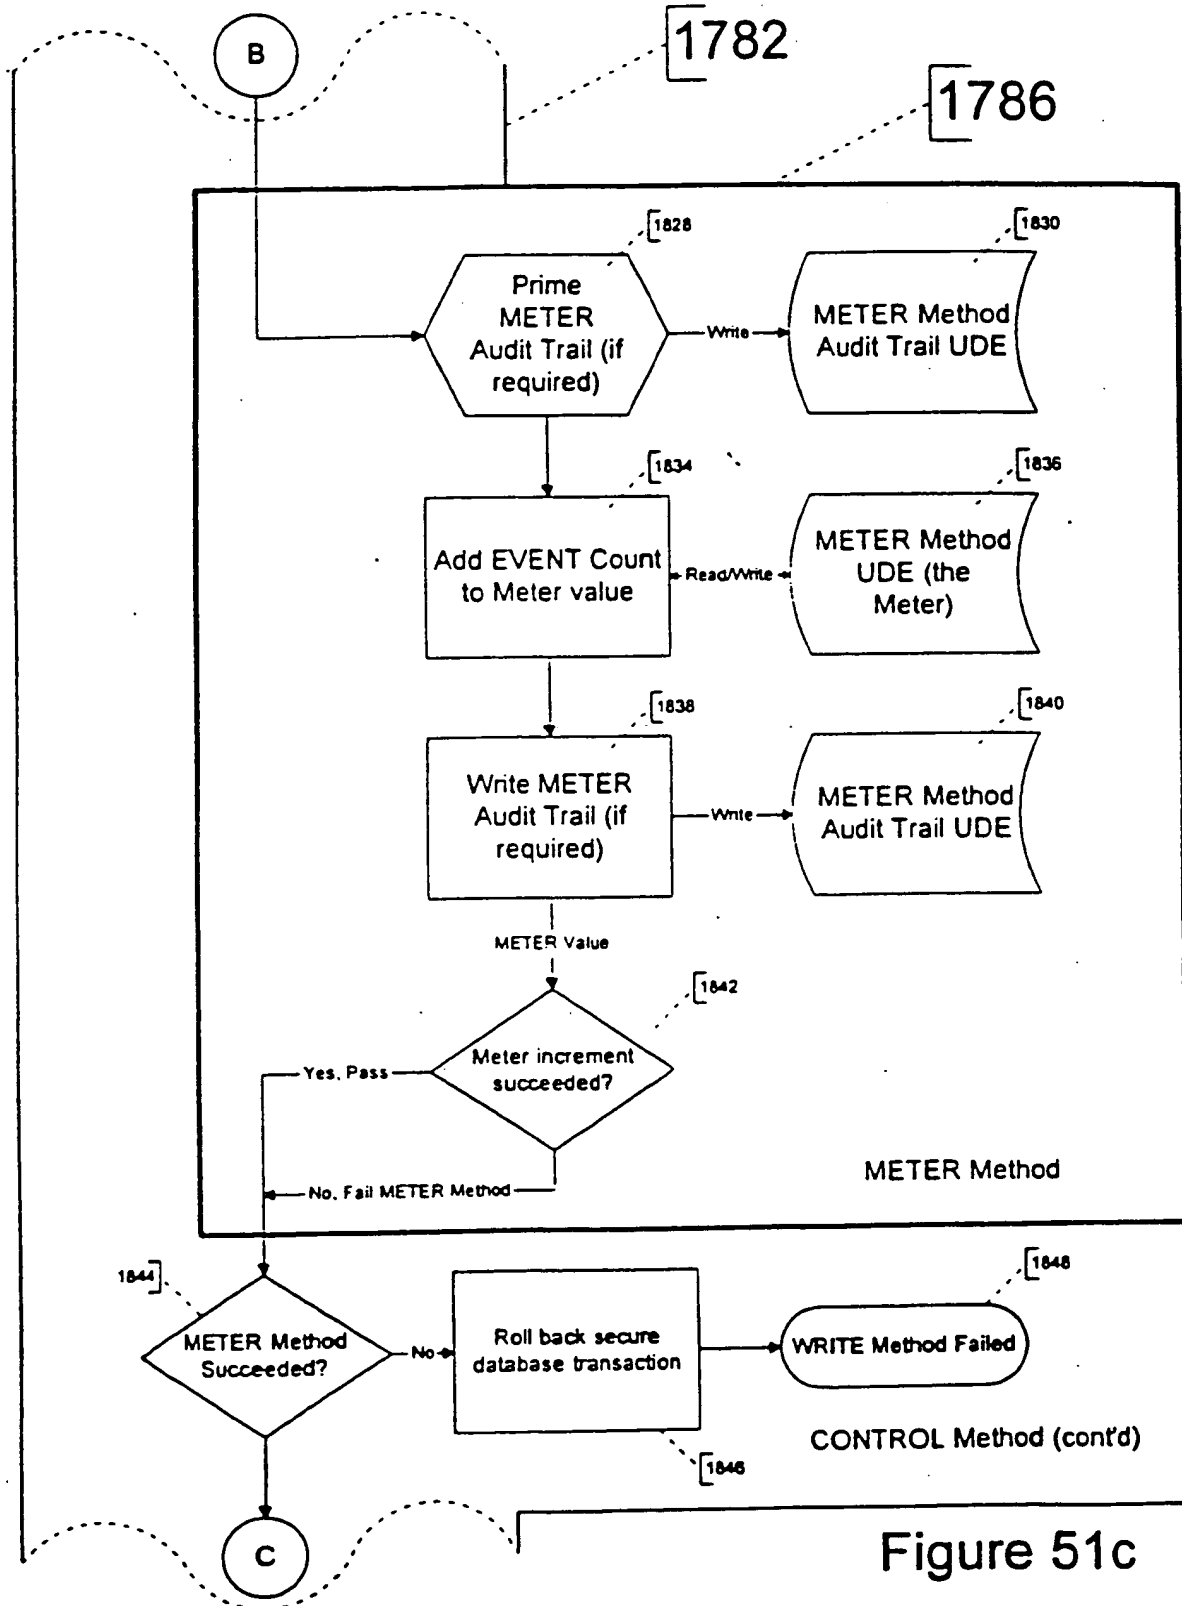 B
1782
1786
1828
Prime
METER
Audit Trail (if
required)
Write
1830
METER Method
Audit Trail UDE
1834
Add EVENT Count
to Meter value
Read/Write
1836
METER Method
UDE (the
Meter)
1838
Write METER
Audit Trail (if
required)
Write
1840
METER Method
Audit Trail UDE
METER Value
1842
Meter increment
succeeded?
Yes, Pass
No, Fail METER Method
METER Method
1844
METER Method
Succeeded?
No
Roll back secure
database transaction
1846
1848
WRITE Method Failed
CONTROL Method (cont'd)
C
Figure 51c